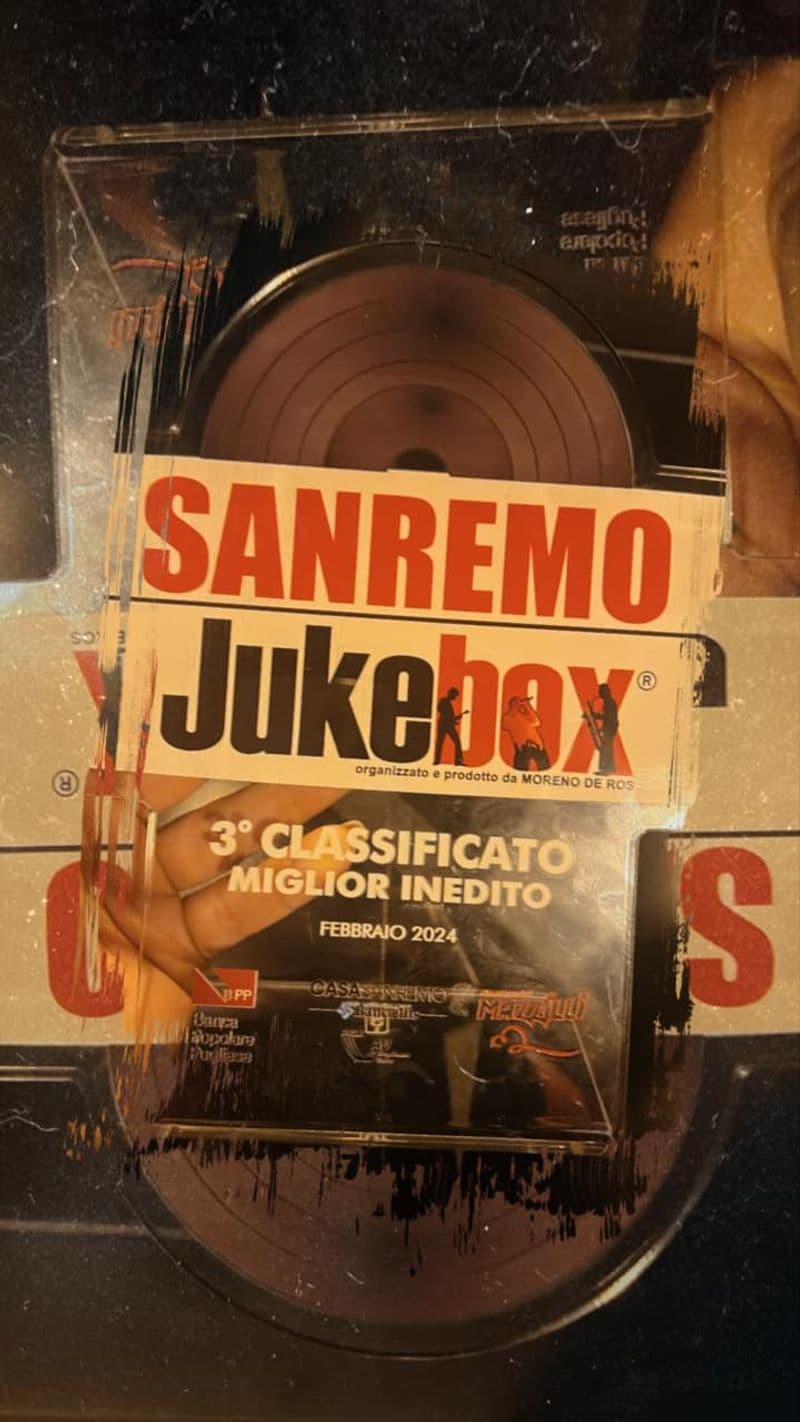 SANREMO
Jukebox®
organizzato e prodotto da MORENO DE ROS
3° CLASSIFICATO
MIGLIOR INEDITO
FEBBRAIO 2024
BPP
CASASANREMO
MEZZAJULI
Banca
Popolare
Pugliese